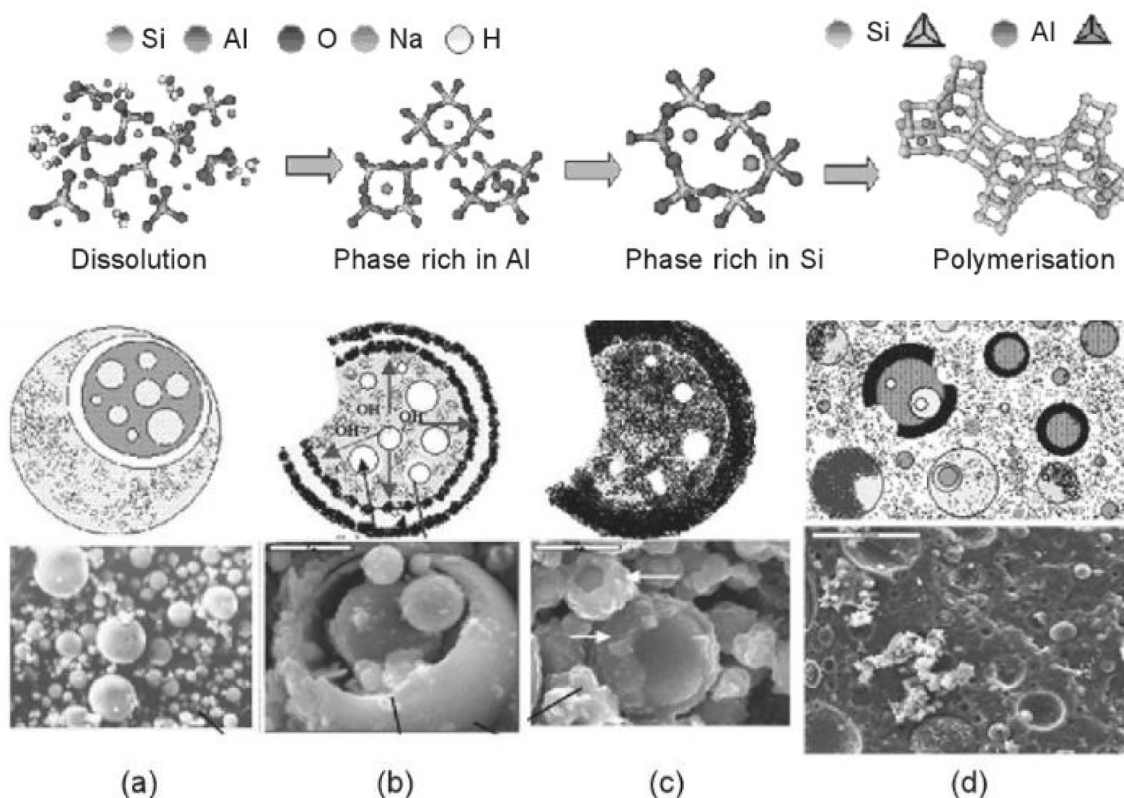 Si Al O Na H
Si Al
Dissolution
Phase rich in Al
Phase rich in Si
Polymerisation
OH
OH
OH
(a)
(b)
(c)
(d)